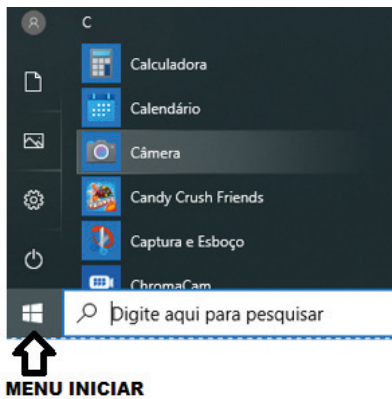 C
Calculadora
Calendário
Câmera
Candy Crush Friends
Captura e Esboço
ChromaCam
Digite aqui para pesquisar
MENU INICIAR